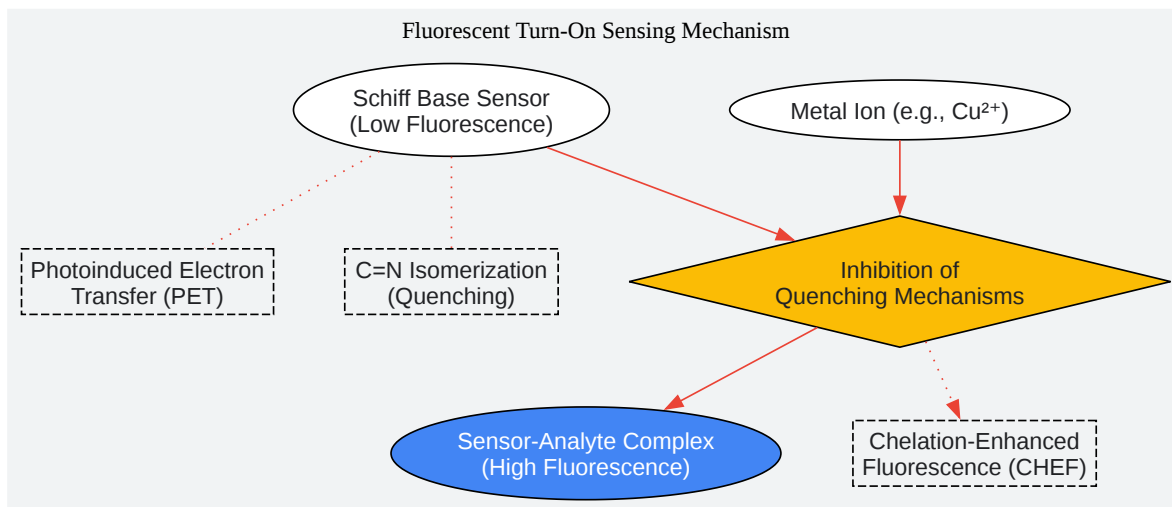 Fluorescent Turn-On Sensing Mechanism
Schiff Base Sensor
(Low Fluorescence)
Metal Ion (e.g., Cu²⁺)
Photoinduced Electron
Transfer (PET)
C=N Isomerization
(Quenching)
Inhibition of
Quenching Mechanisms
Sensor-Analyte Complex
(High Fluorescence)
Chelation-Enhanced
Fluorescence (CHEF)